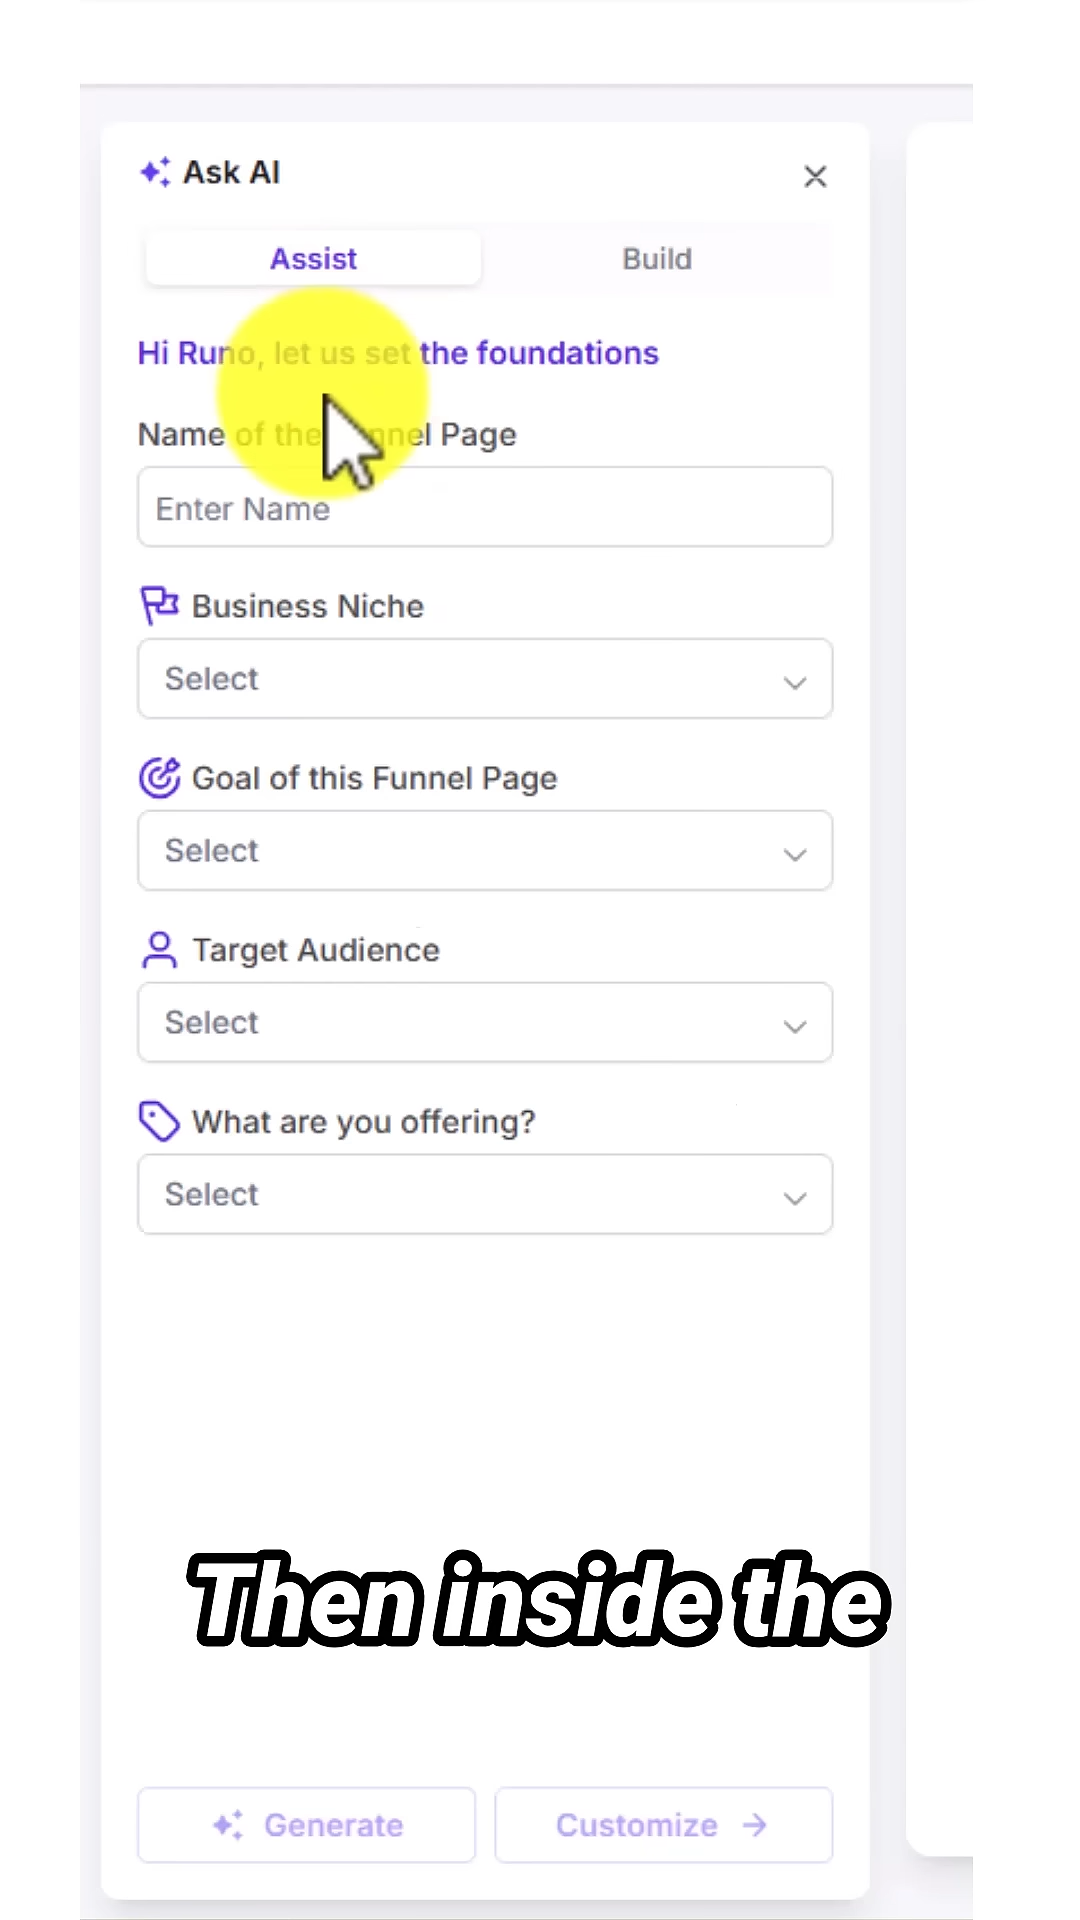 Ask AI
Assist
Build
Hi Runo, let us set the foundations
Name of the Funnel Page
Enter Name
Business Niche
Select
Goal of this Funnel Page
Select
Target Audience
Select
What are you offering?
Select
Then inside the
Generate
Customize